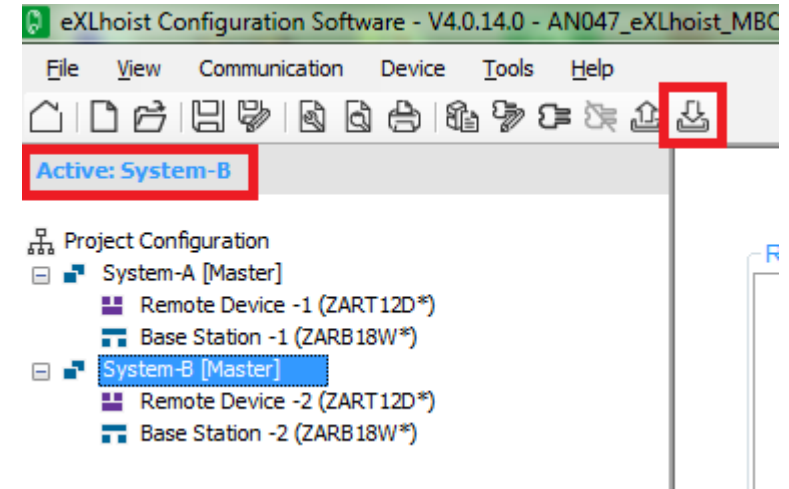 eXLhoist Configuration Software - V4.0.14.0 - AN047_eXLhoist_MBC
File View Communication Device Tools Help
Active: System-B
Project Configuration
System-A [Master]
Remote Device -1 (ZART12D*)
Base Station -1 (ZARB18W*)
System-B [Master]
Remote Device -2 (ZART12D*)
Base Station -2 (ZARB18W*)
R